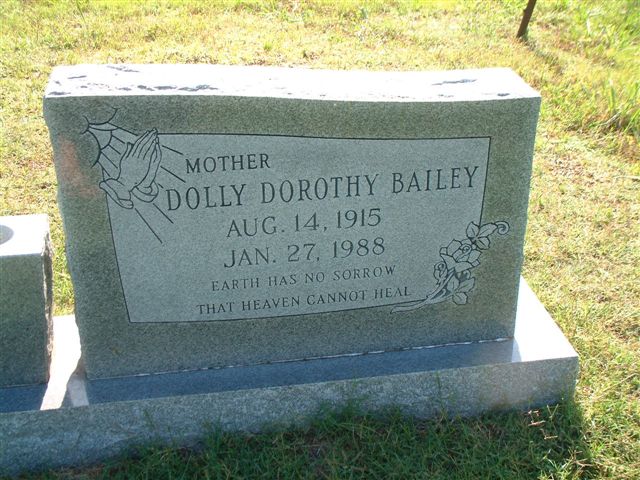 MOTHER
DOLLY DOROTHY BAILEY
AUG. 14, 1915
JAN. 27, 1988
EARTH HAS NO SORROW
THAT HEAVEN CANNOT HEAL